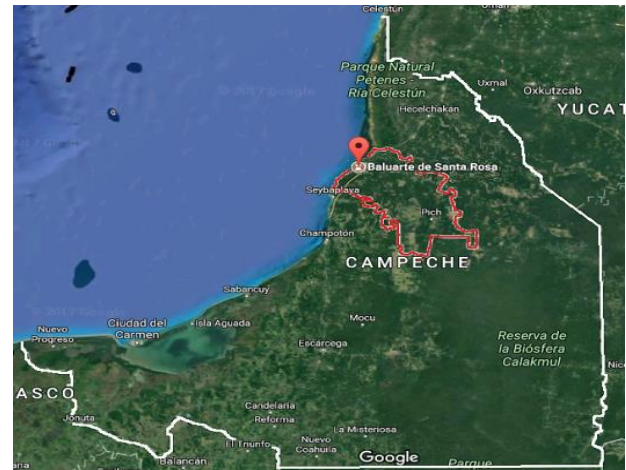 Celestún
Parque Natural
Petenes -
Ría Celestún
Uxmal
Oxkutzcab
Hecelchakan
YUCAT
Baluarte de Santa Rosa
Seybaplaya
Pich
Champotón
CAMPECHE
Sabancuy
Nuevo
Progreso
Ciudad del
Carmen
Isla Aguada
Mocu
Escárcega
Reserva de
la Biósfera
Calakmul
Nic
ASCO
Jonuta
Candelaria
Reforma
La Misteriosa
El Triunfo
Nuevo
Coahuila
Balancán
Google
Parque